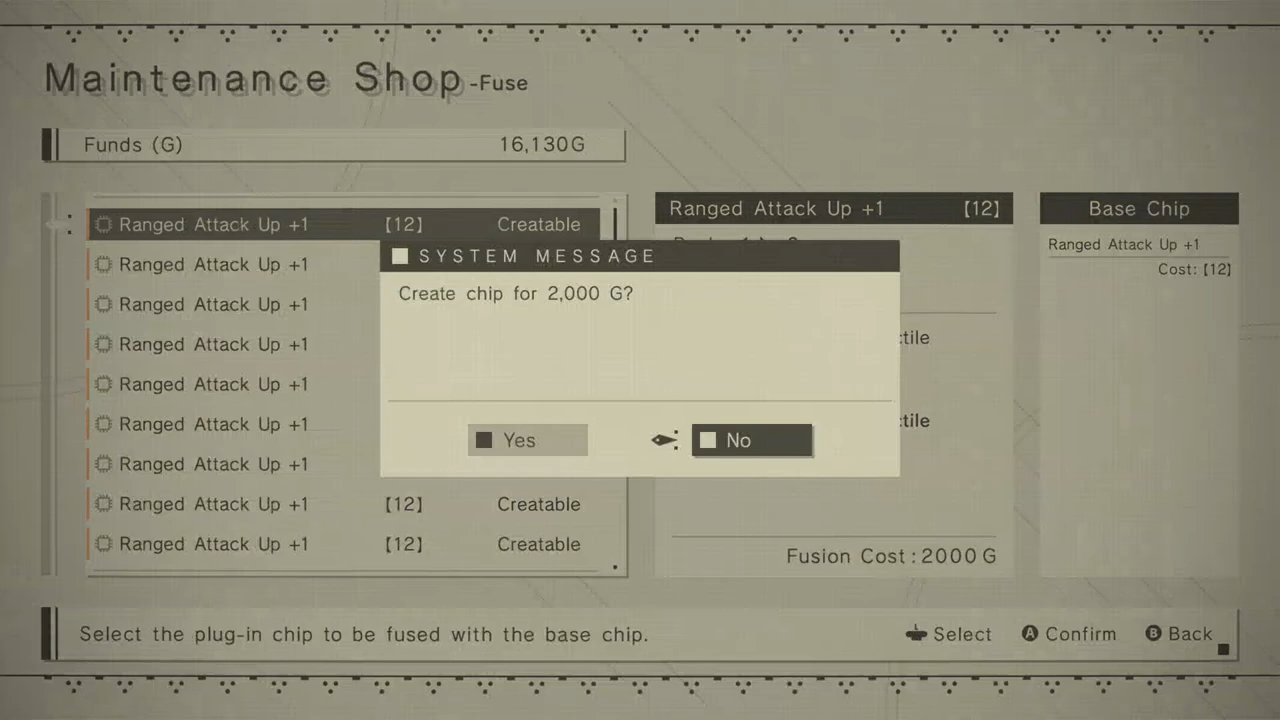 Maintenance Shop -Fuse
Funds (G) 16,130G
Ranged Attack Up +1 [12] Creatable
Ranged Attack Up +1
Ranged Attack Up +1
Ranged Attack Up +1
Ranged Attack Up +1
Ranged Attack Up +1
Ranged Attack Up +1
Ranged Attack Up +1 [12] Creatable
Ranged Attack Up +1 [12] Creatable
SYSTEM MESSAGE
Create chip for 2,000 G?
Yes
No
Ranged Attack Up +1 [12]
Fusion Cost : 2000 G
Base Chip
Ranged Attack Up +1
Cost: [12]
Select the plug-in chip to be fused with the base chip.
Select A Confirm B Back